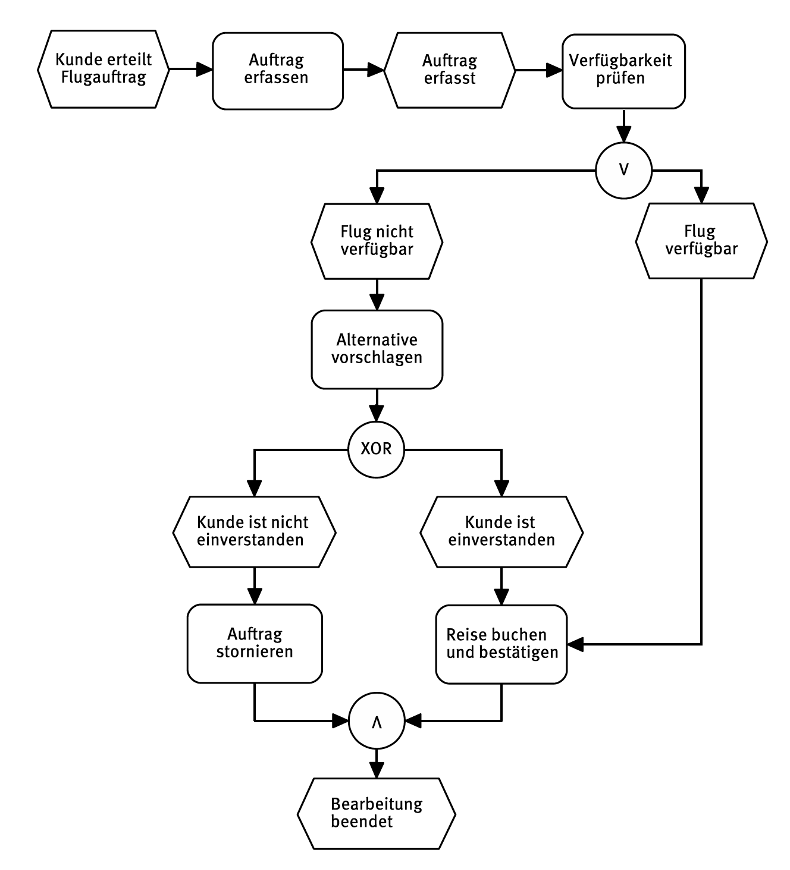 Kunde erteilt
Flugauftrag
Auftrag
erfassen
Auftrag
erfasst
Verfügbarkeit
prüfen
V
Flug nicht
verfügbar
Flug
verfügbar
Alternative
vorschlagen
XOR
Kunde ist nicht
einverstanden
Kunde ist
einverstanden
Auftrag
stornieren
Reise buchen
und bestätigen
Λ
Bearbeitung
beendet